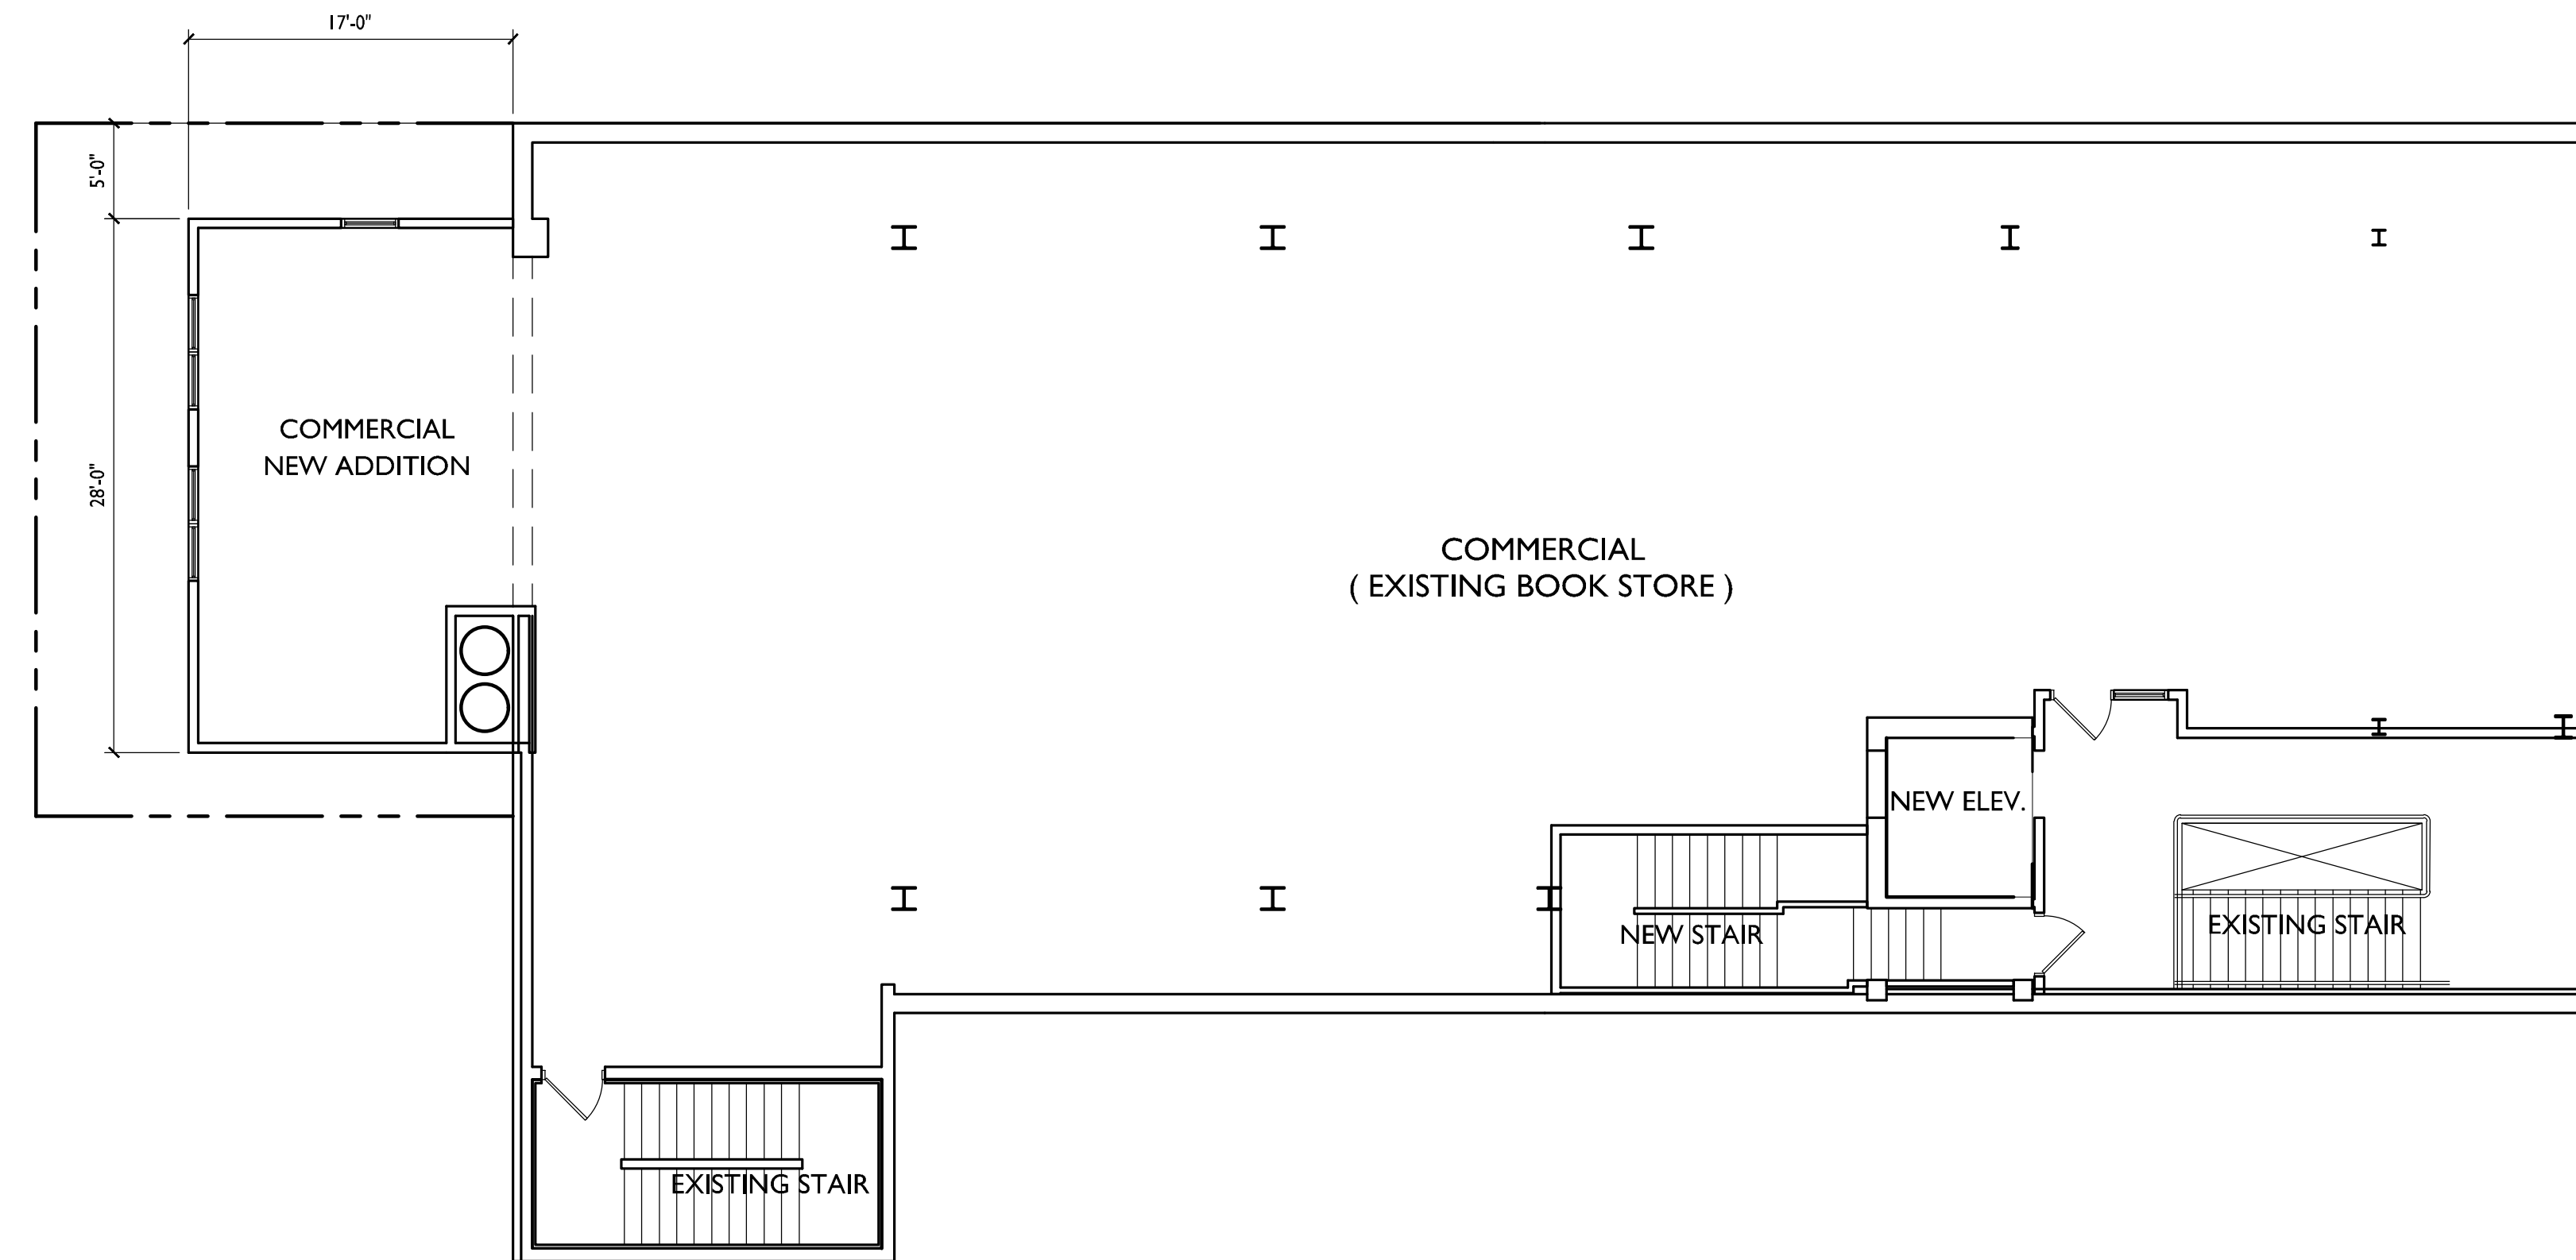 17'-0"
5'-0"
28'-0"
COMMERCIAL
NEW ADDITION
COMMERCIAL
( EXISTING BOOK STORE )
NEW ELEV.
NEW STAIR
EXISTING STAIR
EXISTING STAIR